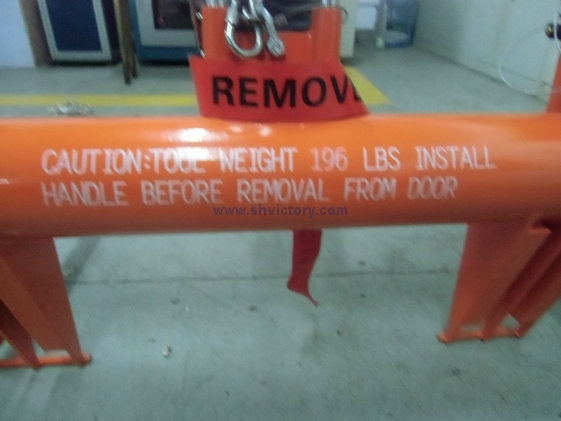 REMOV
CAUTION:TOOL WEIGHT 196 LBS INSTALL
HANDLE BEFORE REMOVAL FROM DOOR
www.shvictory.com